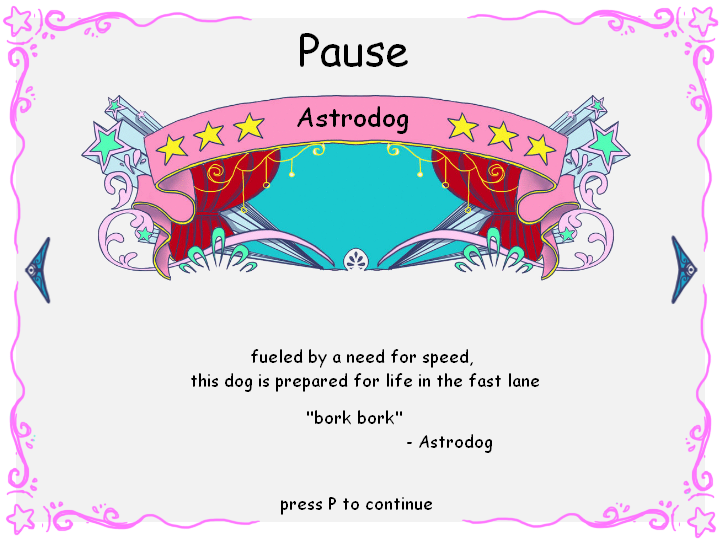 Pause
Astrodog
fueled by a need for speed,
this dog is prepared for life in the fast lane
"bork bork"
- Astrodog
press P to continue